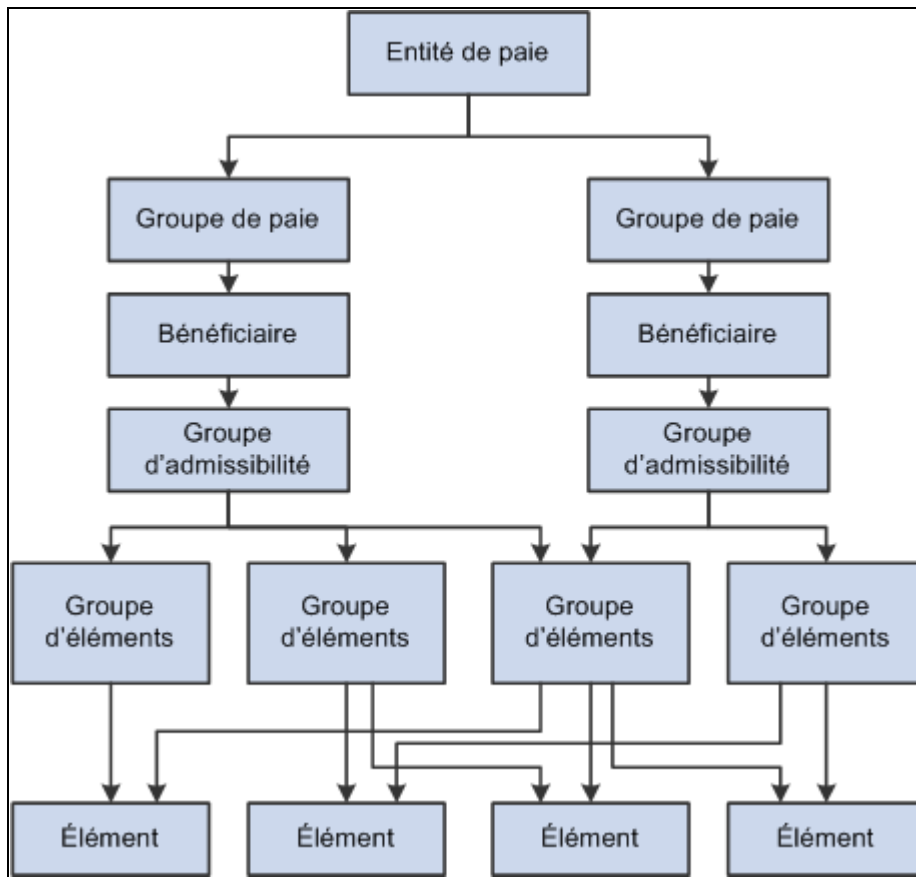 Entité de paie
Groupe de paie
Groupe de paie
Bénéficiaire
Bénéficiaire
Groupe
d’admissibilité
Groupe
d’admissibilité
Groupe
d’éléments
Groupe
d’éléments
Groupe
d’éléments
Groupe
d’éléments
Élément
Élément
Élément
Élément